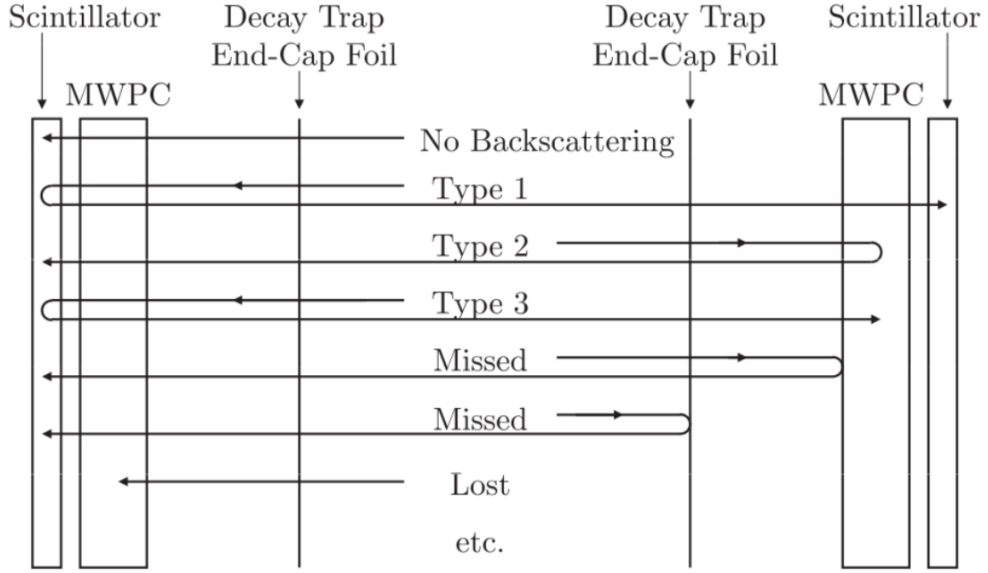 Scintillator
Decay Trap
End-Cap Foil
Decay Trap
End-Cap Foil
Scintillator
MWPC
MWPC
No Backscattering
Type 1
Type 2
Type 3
Missed
Missed
Lost
etc.